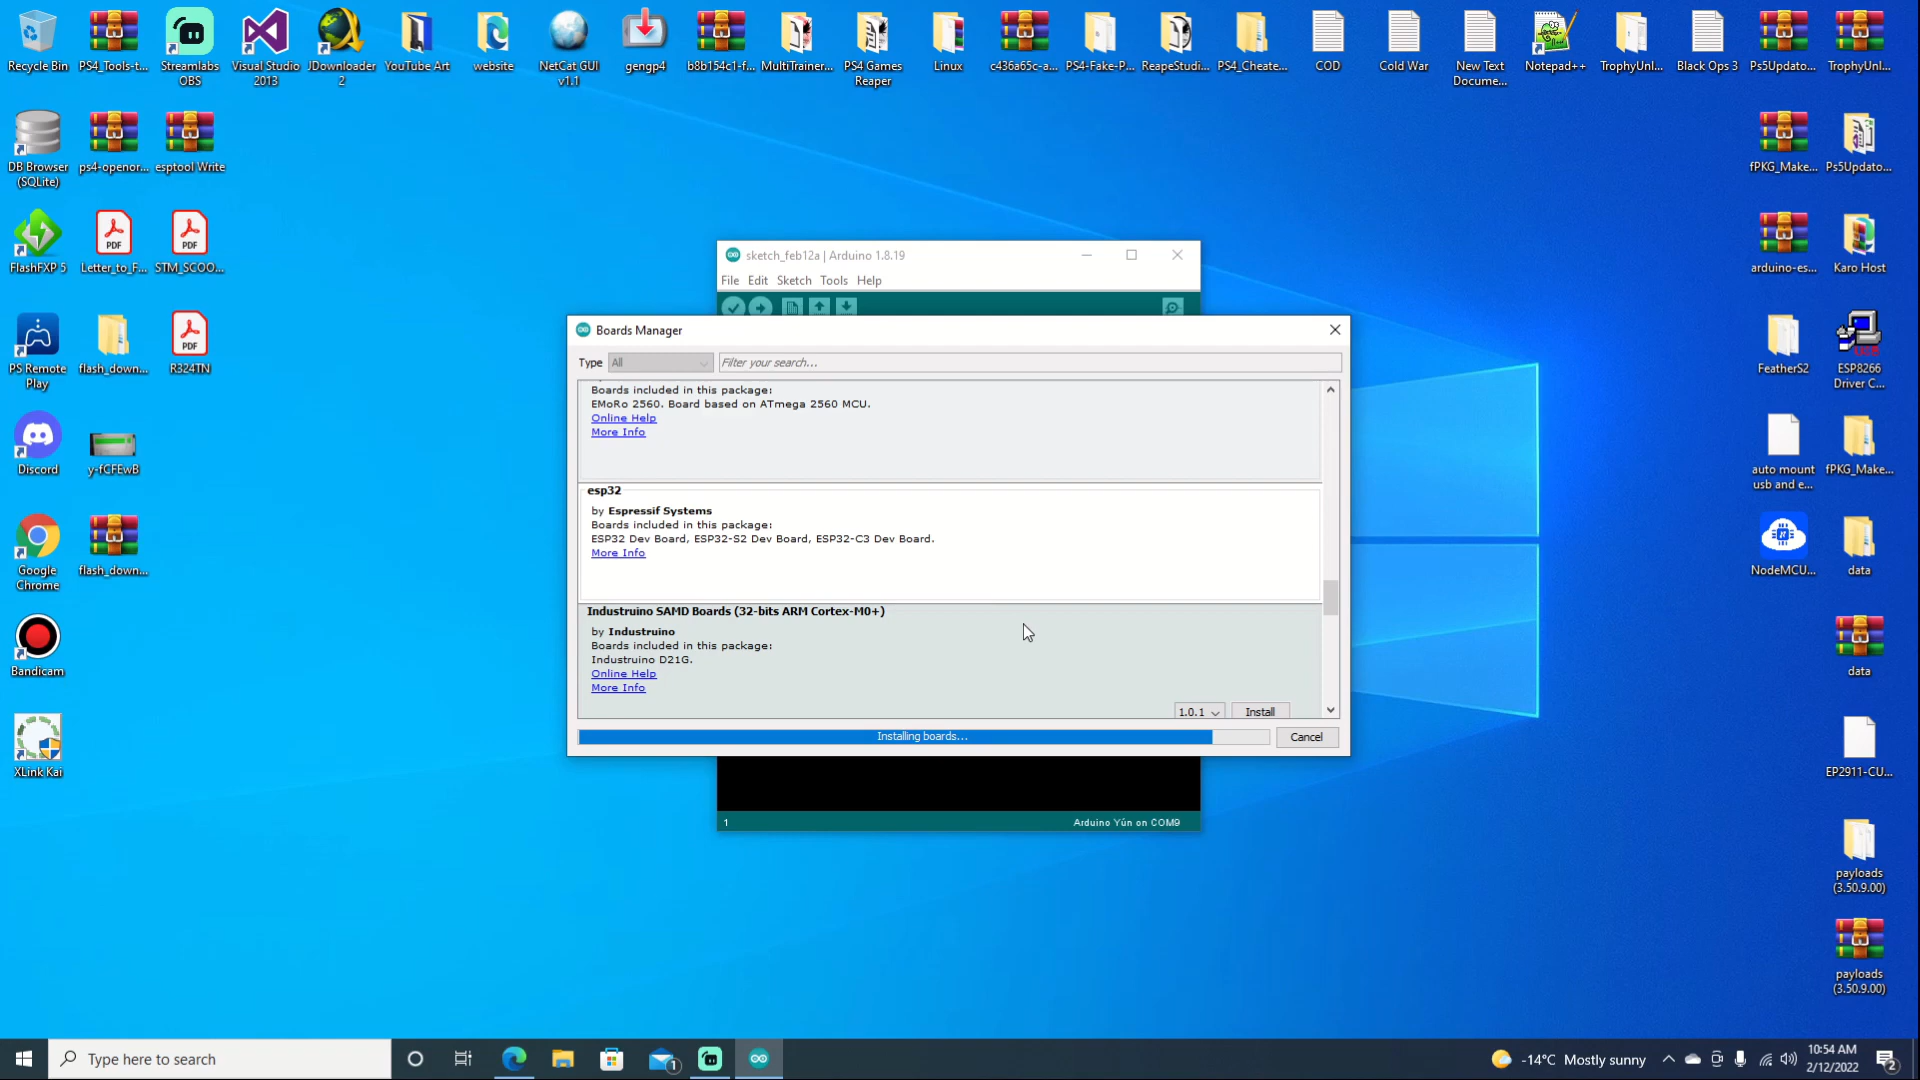 Recycle Bin
PS4_Tools-t...
Streamlabs
OBS
Visual Studio
2013
JDownloader
2
YouTube Art
website
NetCat GUI
v1.1
gengp4
b8b154c1-f...
MultiTrainer...
PS4 Games
Reaper
Linux
c436a65c-a...
PS4-Fake-P...
ReapeStudi...
PS4_Cheate...
COD
Cold War
New Text
Docume...
Notepad++
TrophyUnl...
Black Ops 3
Ps5Updato...
TrophyUnl...
DB Browser
(SQLite)
ps4-openor...
esptool Write
fPKG_Make...
Ps5Updato...
FlashFXP 5
Letter_to_F...
STM_SCOO...
arduino-es...
Karo Host
PS Remote
Play
flash_down...
R324TN
FeatherS2
ESP8266
Driver C...
Discord
y-fCFEwB
auto mount
usb and e...
fPKG_Make...
Google
Chrome
flash_down...
NodeMCU...
data
Bandicam
data
XLink Kai
EP2911-CU...
payloads
(3.50.9.00)
payloads
(3.50.9.00)
sketch_feb12a | Arduino 1.8.19
File Edit Sketch Tools Help
Boards Manager
Type All Filter your search...
Boards included in this package:
EMoRo 2560. Board based on ATmega 2560 MCU.
Online Help
More Info
esp32
by Espressif Systems
Boards included in this package:
ESP32 Dev Board, ESP32-S2 Dev Board, ESP32-C3 Dev Board.
More Info
Industruino SAMD Boards (32-bits ARM Cortex-M0+)
by Industruino
Boards included in this package:
Industruino D21G.
Online Help
More Info
1.0.1 Install
Installing boards...
Cancel
1 Arduino Yún on COM9
Type here to search
1
-14°C Mostly sunny
10:54 AM
2/12/2022
2